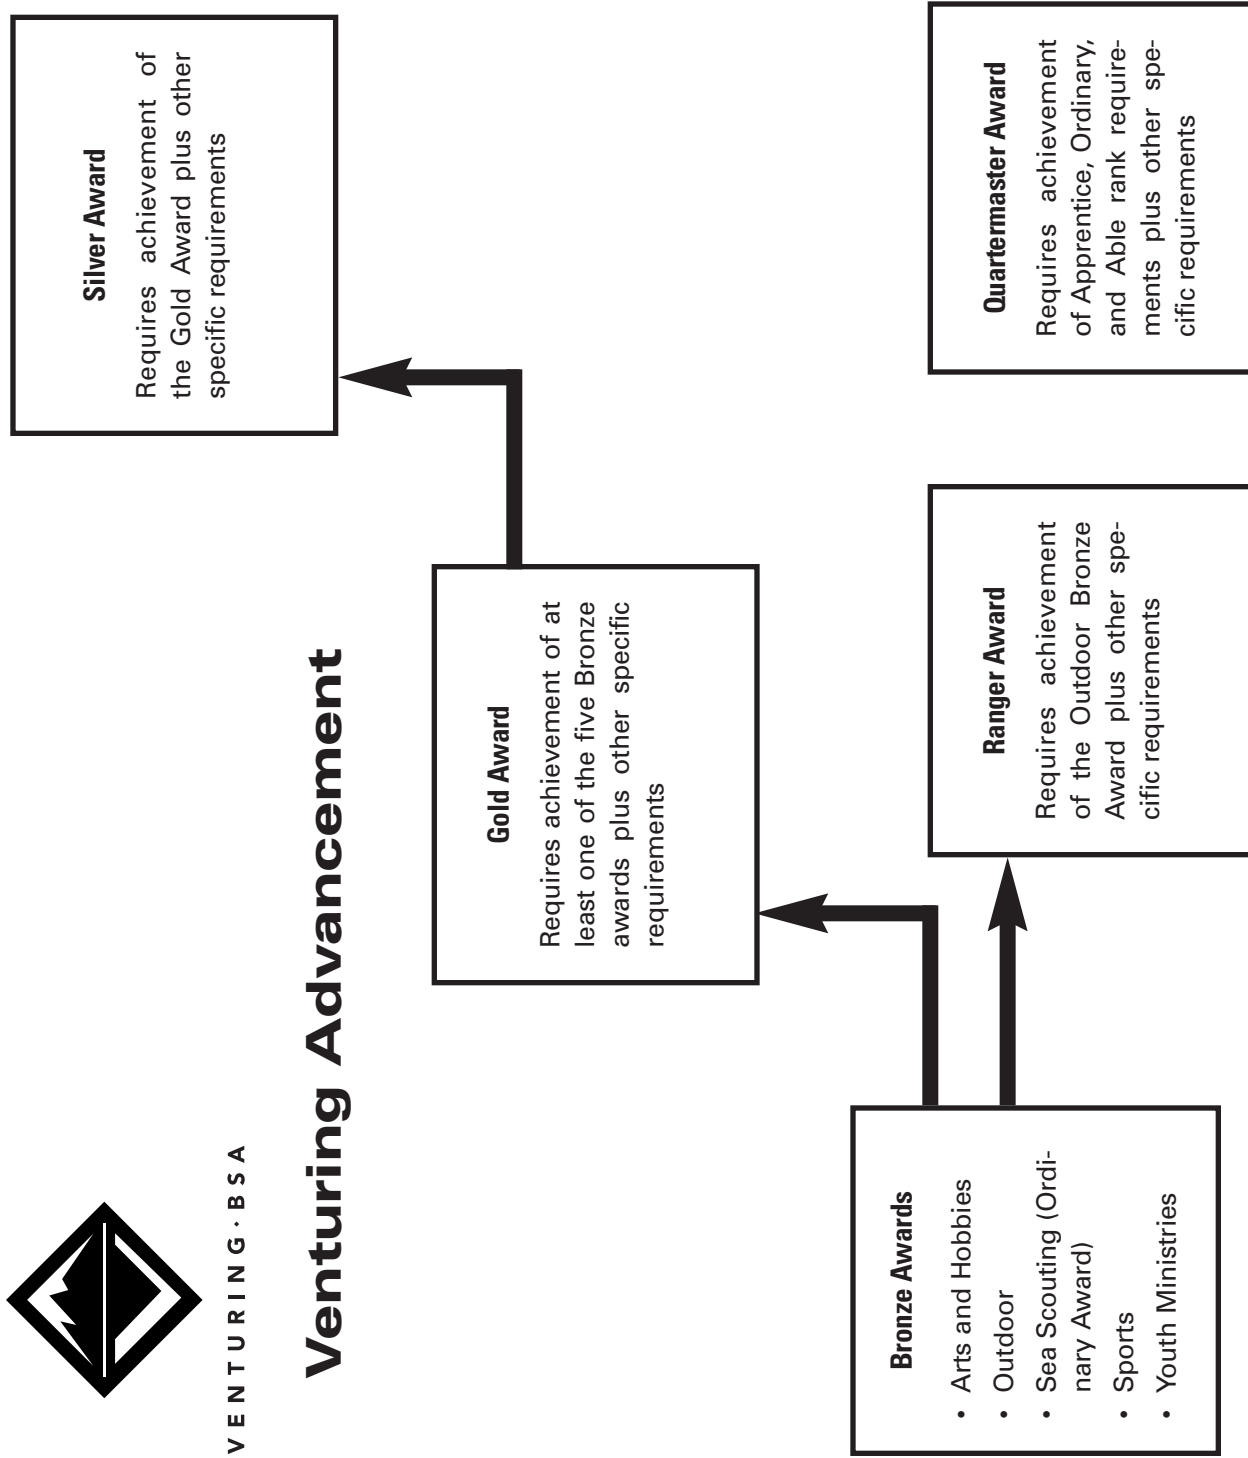 VENTURING·BSA
Venturing Advancement
Silver Award
Requires achievement of
the Gold Award plus other
specific requirements
Gold Award
Requires achievement of at
least one of the five Bronze
awards plus other specific
requirements
Bronze Awards
• Arts and Hobbies
• Outdoor
• Sea Scouting (Ordi-
nary Award)
• Sports
• Youth Ministries
Ranger Award
Requires achievement
of the Outdoor Bronze
Award plus other spe-
cific requirements
Quartermaster Award
Requires achievement
of Apprentice, Ordinary,
and Able rank require-
ments plus other spe-
cific requirements